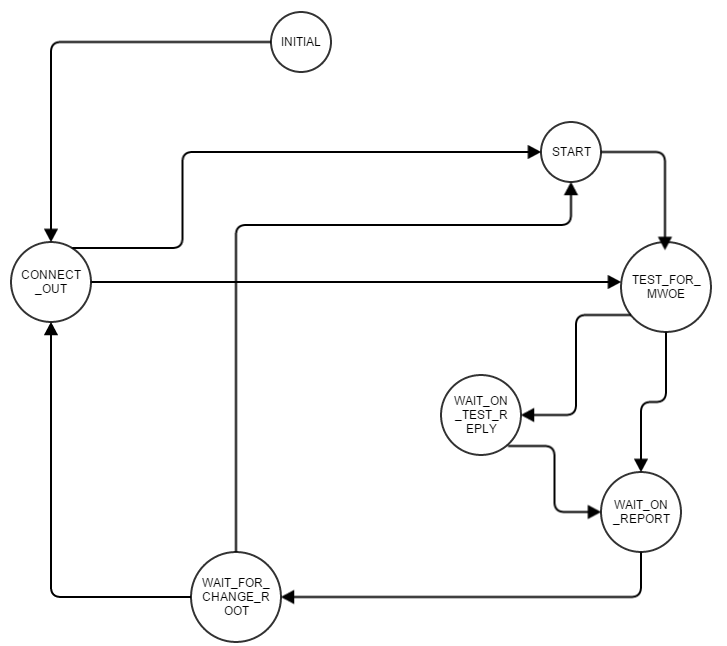 INITIAL
START
CONNECT
_OUT
TEST_FOR_
MWOE
WAIT_ON
_TEST_R
EPLY
WAIT_ON
_REPORT
WAIT_FOR_
CHANGE_R
OOT